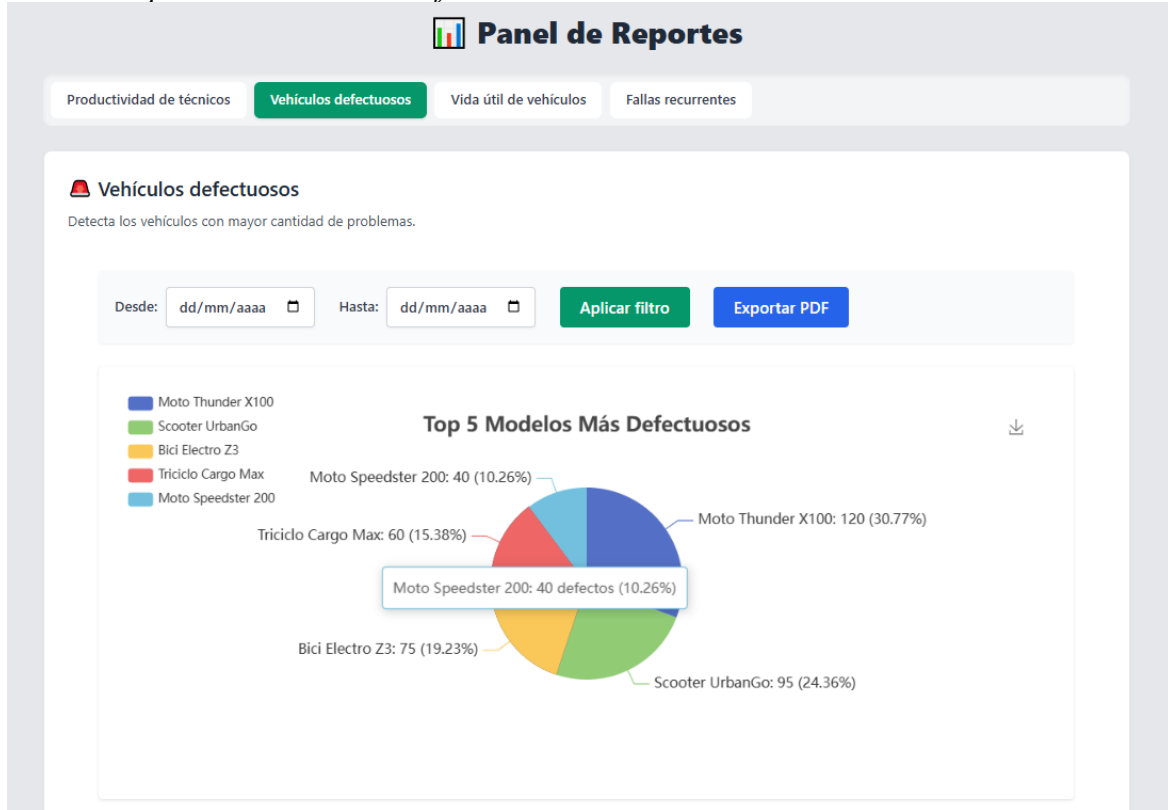 📊 Panel de Reportes
Productividad de técnicos
Vehículos defectuosos
Vida útil de vehículos
Fallas recurrentes
🚨 Vehículos defectuosos
Detecta los vehículos con mayor cantidad de problemas.
Desde: dd/mm/aaaa Hasta: dd/mm/aaaa Aplicar filtro Exportar PDF
Moto Thunder X100
Scooter UrbanGo
Bici Electro Z3
Triciclo Cargo Max
Moto Speedster 200
Top 5 Modelos Más Defectuosos
Moto Speedster 200: 40 (10.26%)
Moto Thunder X100: 120 (30.77%)
Triciclo Cargo Max: 60 (15.38%)
Moto Speedster 200: 40 defectos (10.26%)
Bici Electro Z3: 75 (19.23%)
Scooter UrbanGo: 95 (24.36%)